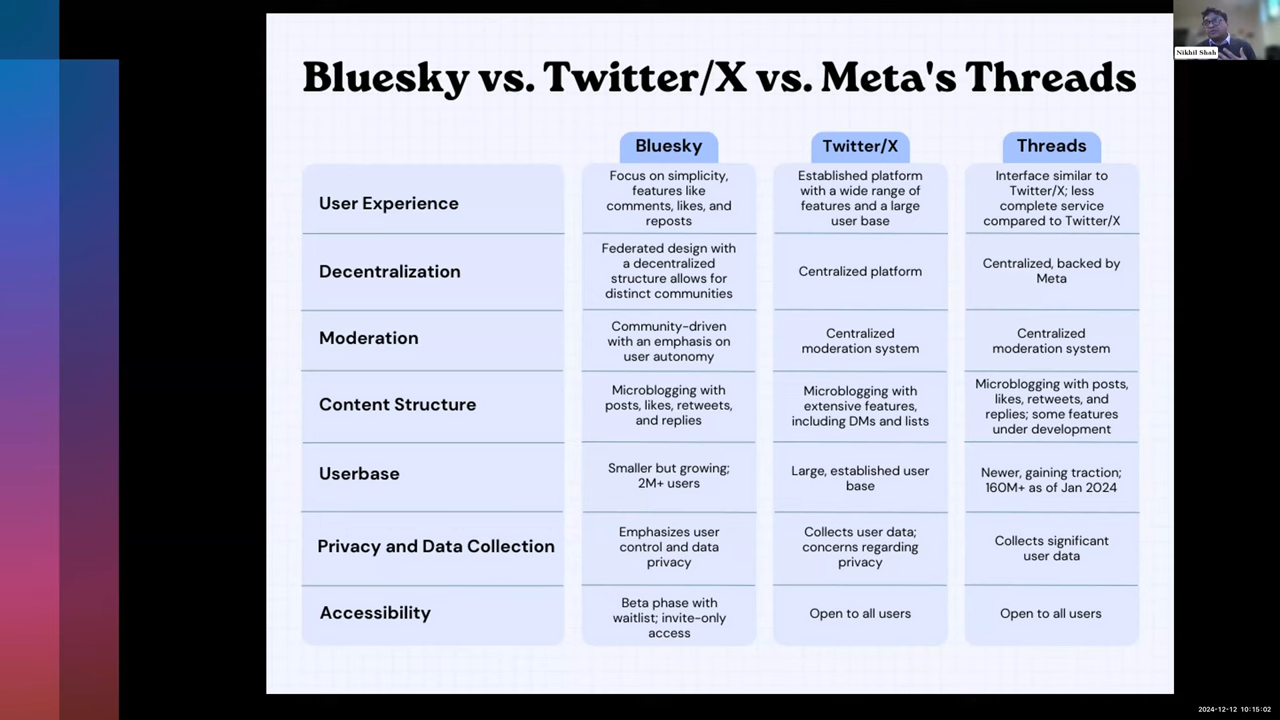 Nikhil Shah
Bluesky vs. Twitter/X vs. Meta's Threads
Bluesky
Twitter/X
Threads
User Experience
Focus on simplicity,
features like
comments, likes, and
reposts
Established platform
with a wide range of
features and a large
user base
Interface similar to
Twitter/X; less
complete service
compared to Twitter/X
Decentralization
Federated design with
a decentralized
structure allows for
distinct communities
Centralized platform
Centralized, backed by
Meta
Moderation
Community-driven
with an emphasis on
user autonomy
Centralized
moderation system
Centralized
moderation system
Content Structure
Microblogging with
posts, likes, retweets,
and replies
Microblogging with
extensive features,
including DMs and lists
Microblogging with posts,
likes, retweets, and
replies; some features
under development
Userbase
Smaller but growing;
2M+ users
Large, established user
base
Newer, gaining traction;
160M+ as of Jan 2024
Privacy and Data Collection
Emphasizes user
control and data
privacy
Collects user data;
concerns regarding
privacy
Collects significant
user data
Accessibility
Beta phase with
waitlist; invite-only
access
Open to all users
Open to all users
2024-12-12 10:15:02